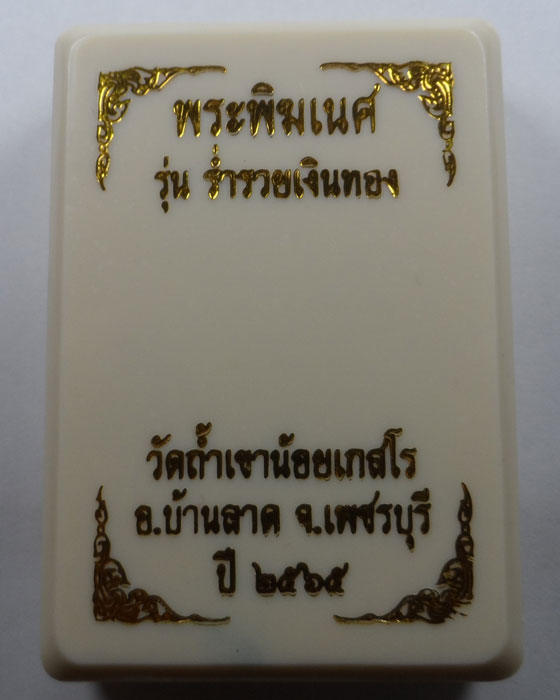 พระพิฆเนศ
รุ่น ร่ำรวยเงินทอง
วัดถ้ำเขาน้อยเกสโร
อ.บ้านลาด จ.เพชรบุรี
ปี ๒๕๖๕